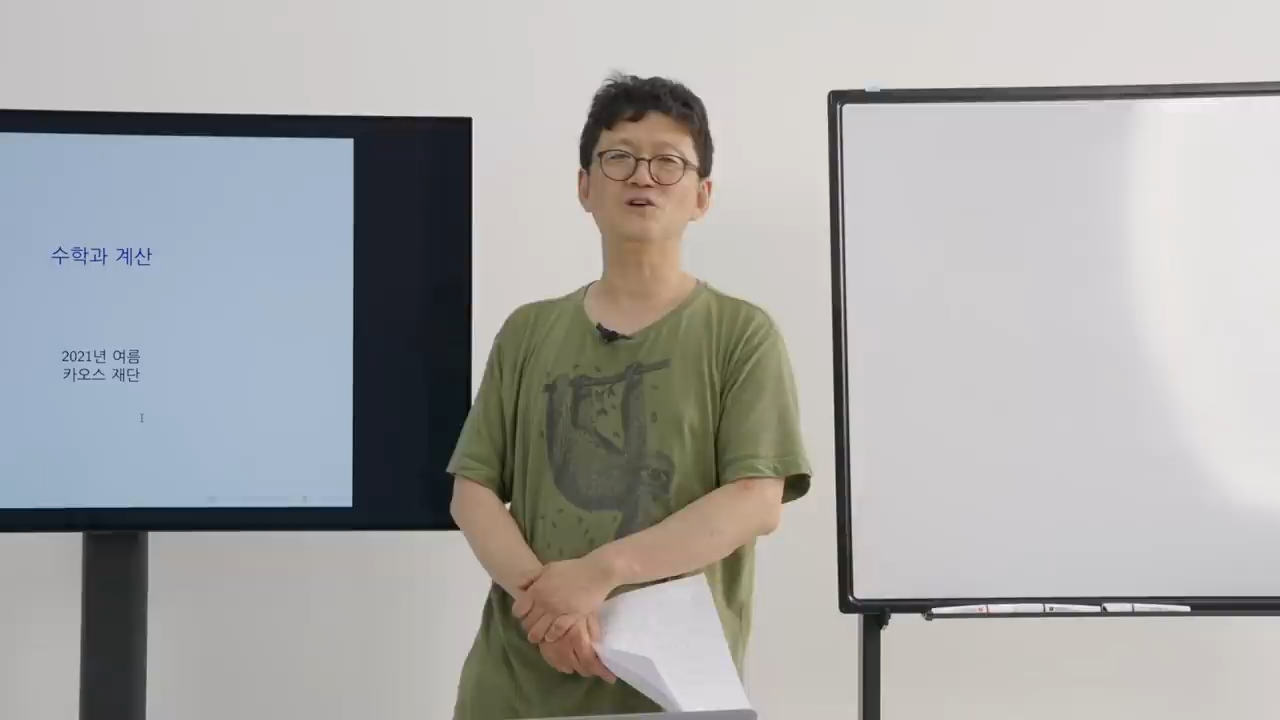 수학과 계산
2021년 여름
카오스 재단